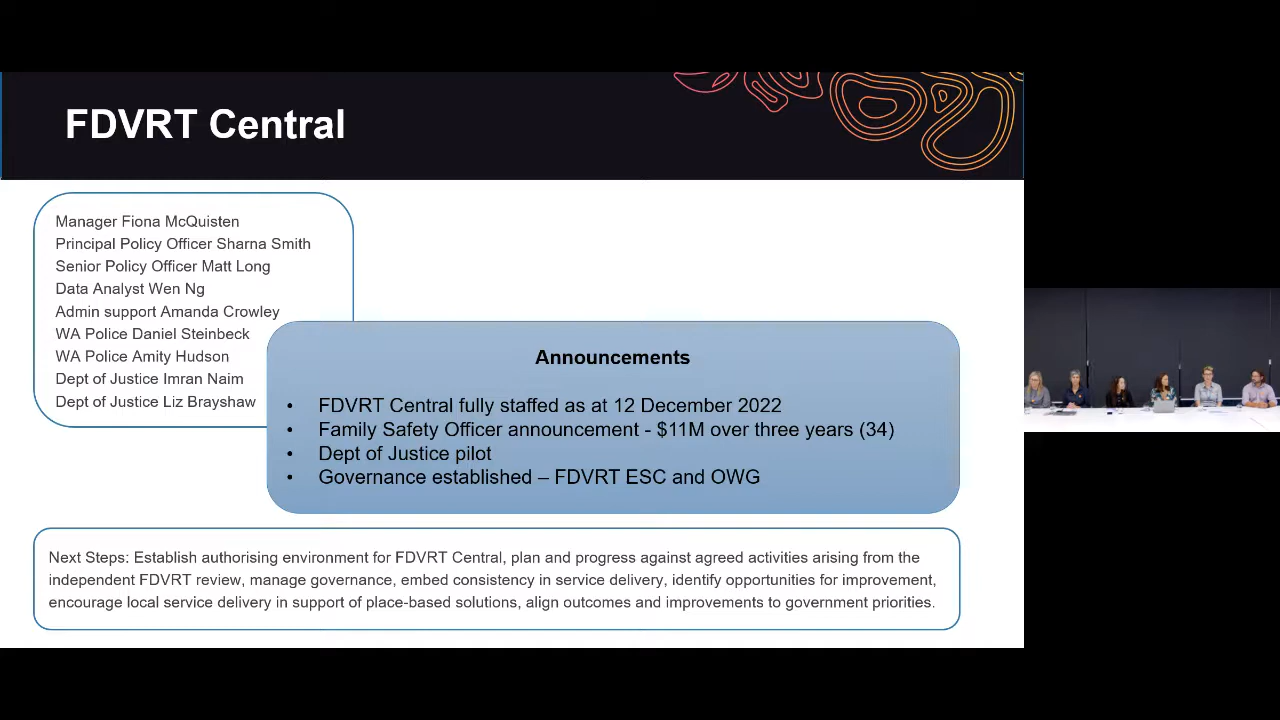 FDVRT Central
Manager Fiona McQuisten
Principal Policy Officer Sharna Smith
Senior Policy Officer Matt Long
Data Analyst Wen Ng
Admin support Amanda Crowley
WA Police Daniel Steinbeck
WA Police Amity Hudson
Dept of Justice Imran Naim
Dept of Justice Liz Brayshaw
Announcements
• FDVRT Central fully staffed as at 12 December 2022
• Family Safety Officer announcement - $11M over three years (34)
• Dept of Justice pilot
• Governance established – FDVRT ESC and OWG
Next Steps: Establish authorising environment for FDVRT Central, plan and progress against agreed activities arising from the
independent FDVRT review, manage governance, embed consistency in service delivery, identify opportunities for improvement,
encourage local service delivery in support of place-based solutions, align outcomes and improvements to government priorities.